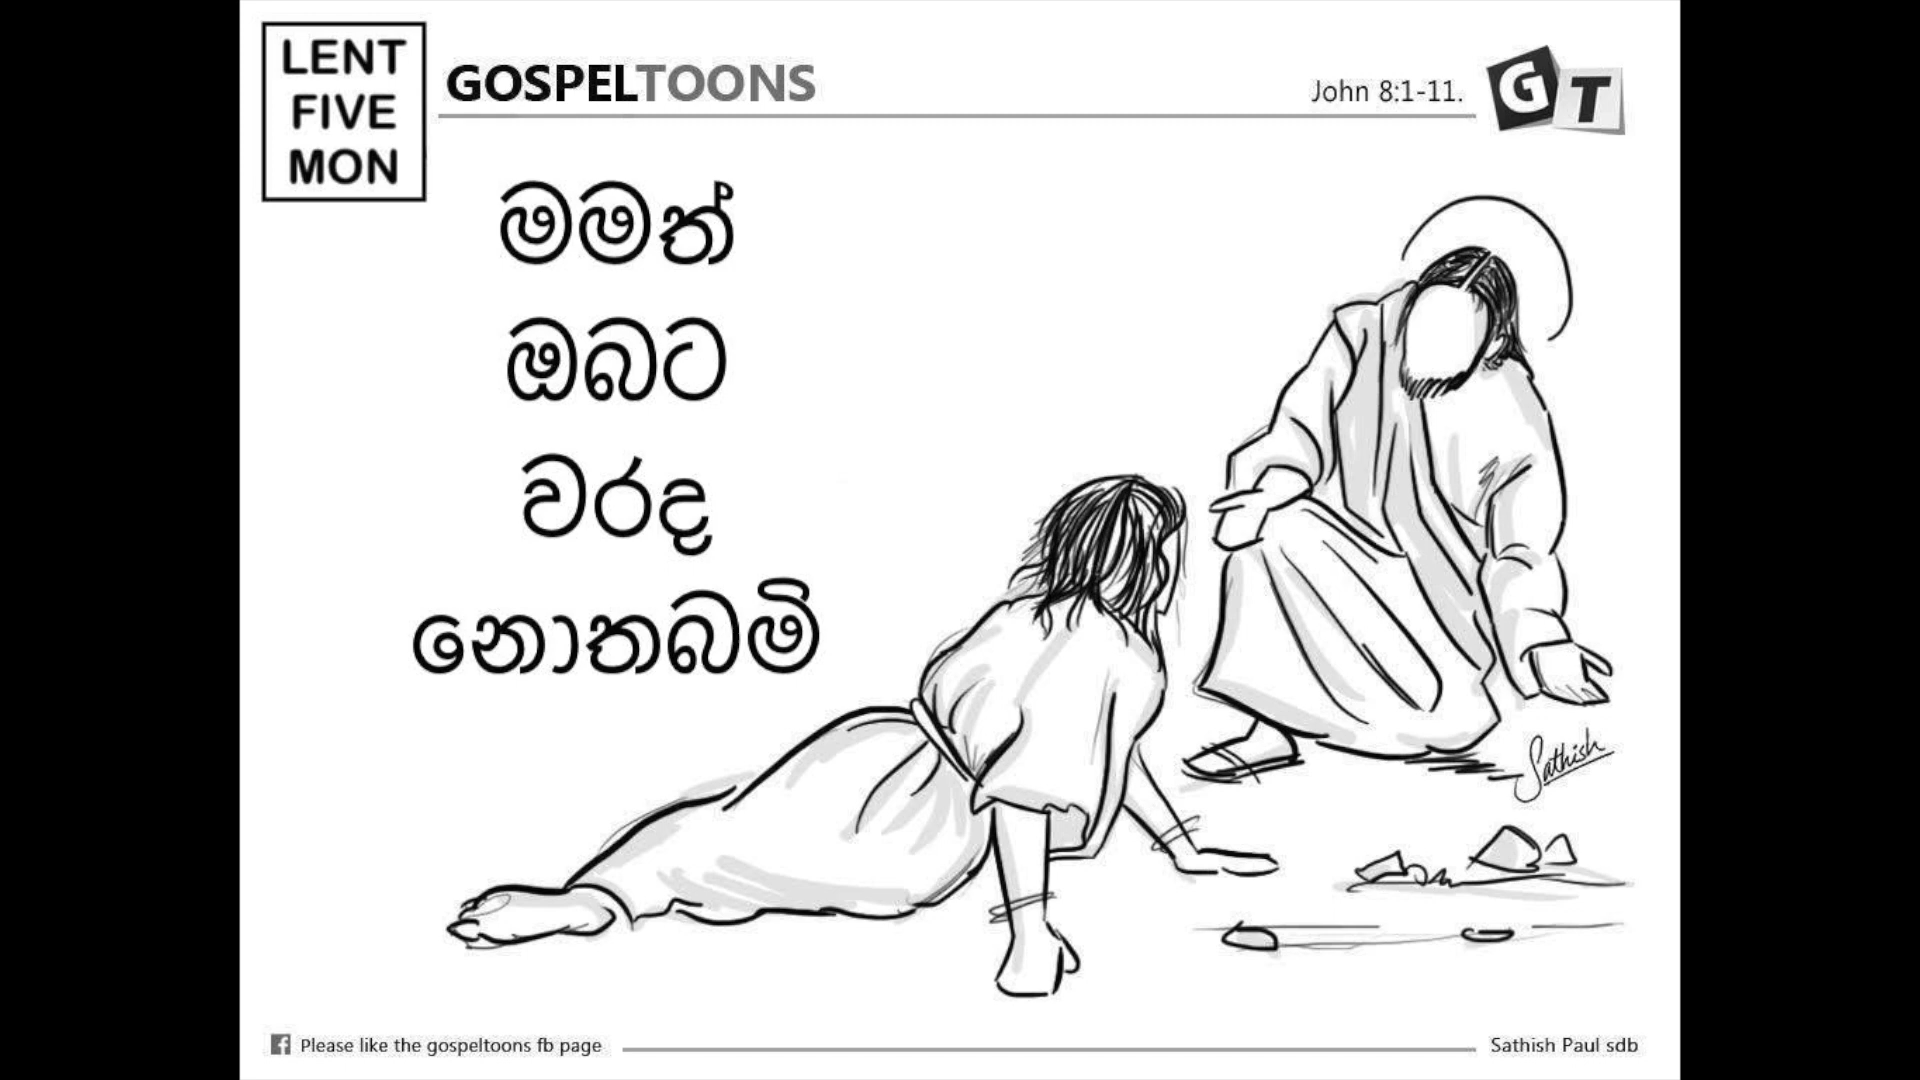 LENT
FIVE
MON
GOSPELTOONS
John 8:1-11.
GT
මමත්
ඔබට
වරද
නොතබමි
Sathish
Please like the gospeltoons fb page
Sathish Paul sdb